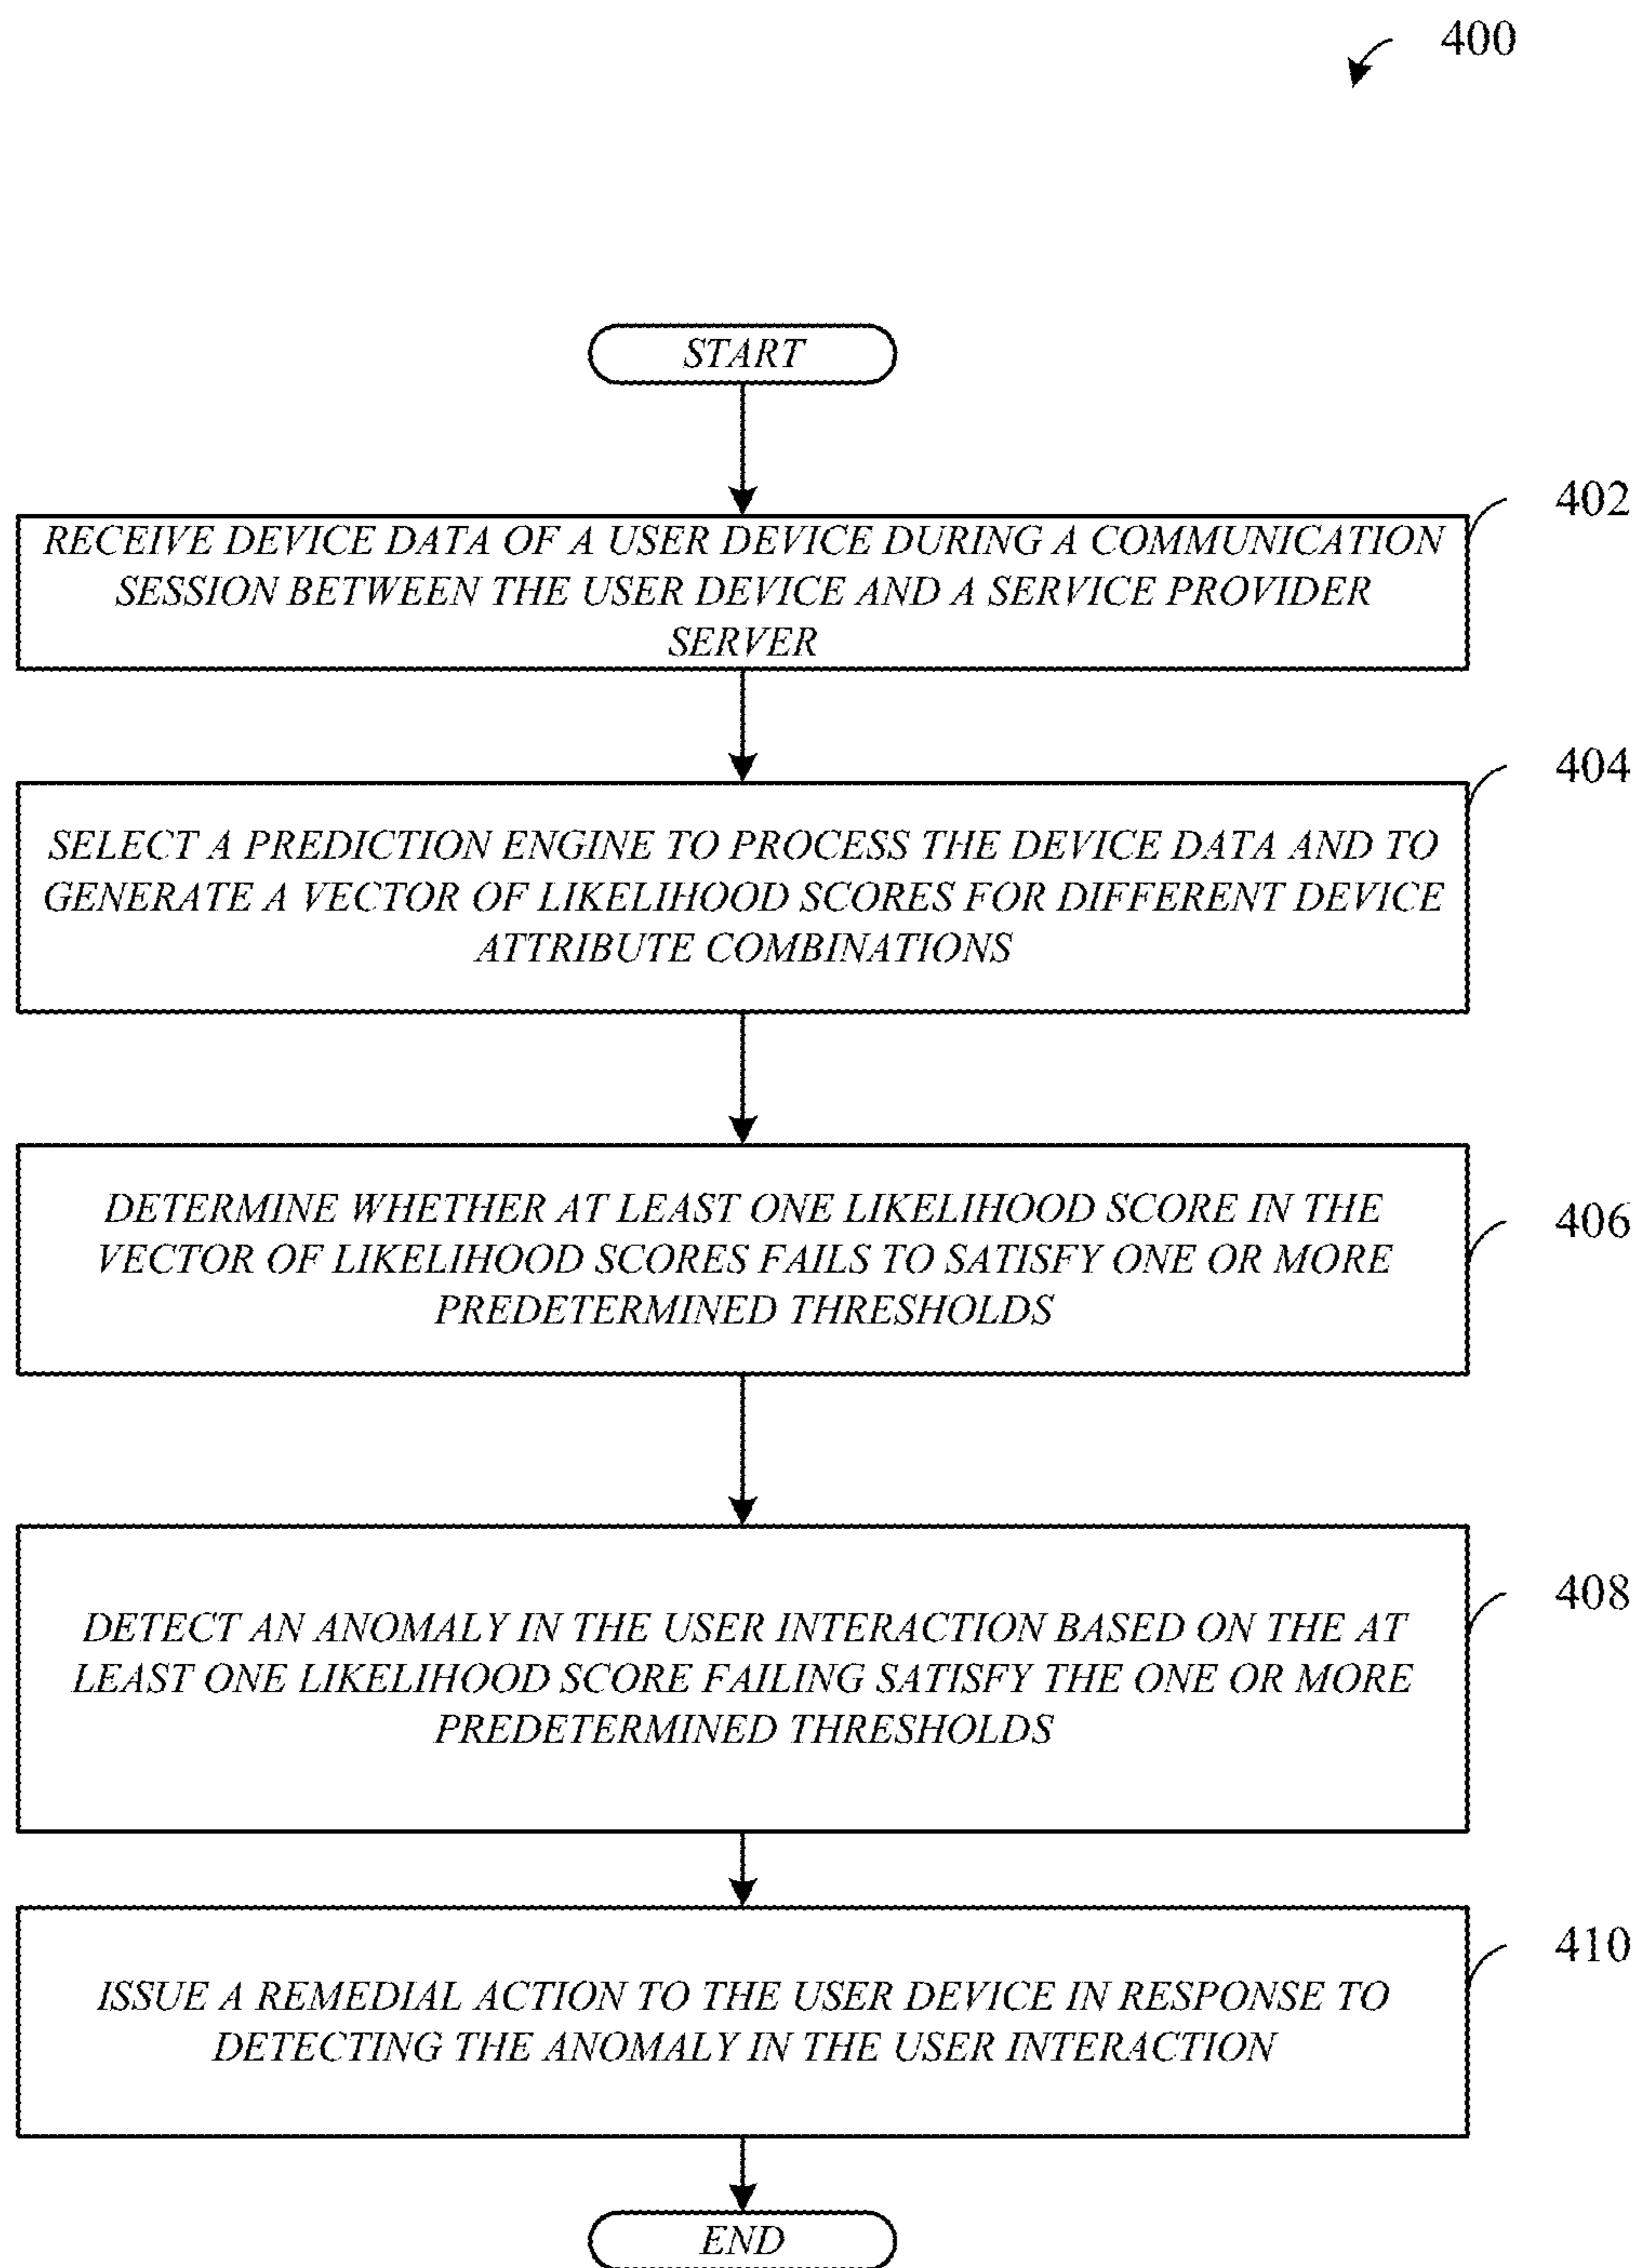 400
START
402
RECEIVE DEVICE DATA OF A USER DEVICE DURING A COMMUNICATION
SESSION BETWEEN THE USER DEVICE AND A SERVICE PROVIDER
SERVER
404
SELECT A PREDICTION ENGINE TO PROCESS THE DEVICE DATA AND TO
GENERATE A VECTOR OF LIKELIHOOD SCORES FOR DIFFERENT DEVICE
ATTRIBUTE COMBINATIONS
406
DETERMINE WHETHER AT LEAST ONE LIKELIHOOD SCORE IN THE
VECTOR OF LIKELIHOOD SCORES FAILS TO SATISFY ONE OR MORE
PREDETERMINED THRESHOLDS
408
DETECT AN ANOMALY IN THE USER INTERACTION BASED ON THE AT
LEAST ONE LIKELIHOOD SCORE FAILING SATISFY THE ONE OR MORE
PREDETERMINED THRESHOLDS
410
ISSUE A REMEDIAL ACTION TO THE USER DEVICE IN RESPONSE TO
DETECTING THE ANOMALY IN THE USER INTERACTION
END